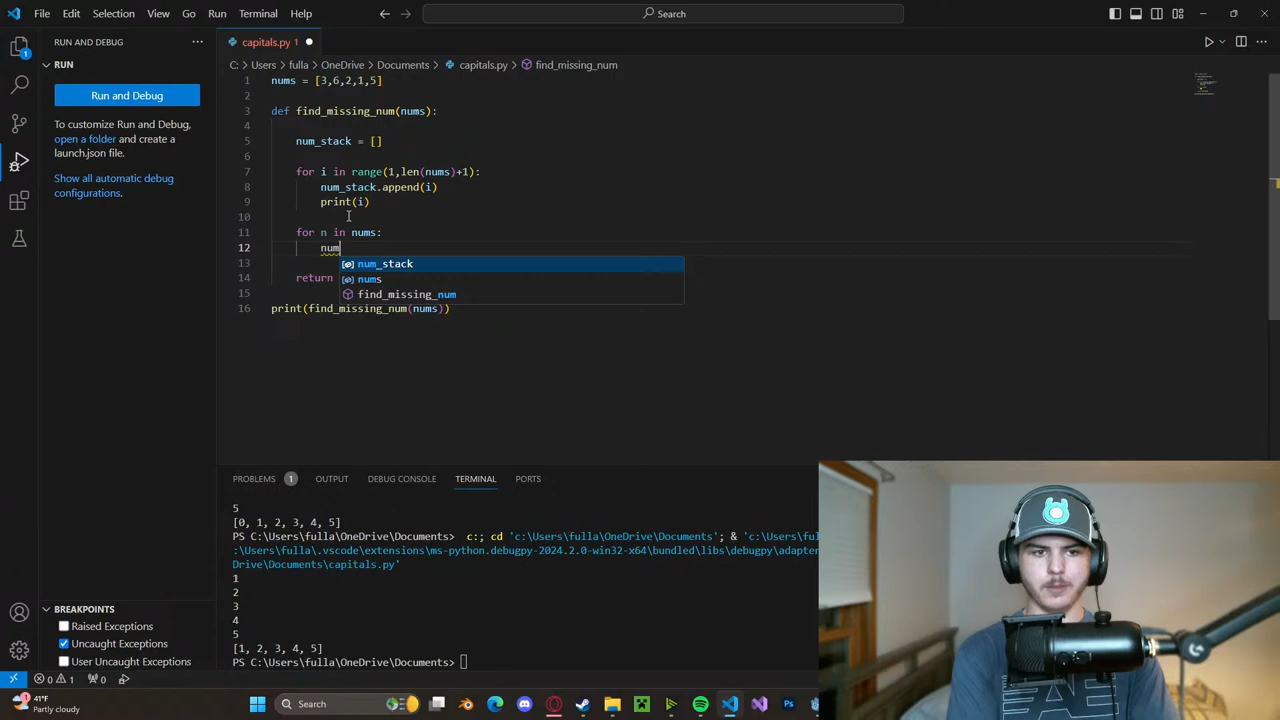 File Edit Selection View Go Run Terminal Help
Search
RUN AND DEBUG
RUN
Run and Debug
To customize Run and Debug,
open a folder and create a
launch.json file.
Show all automatic debug
configurations.
1
capitals.py 1
C: > Users > fulla > OneDrive > Documents > capitals.py > find_missing_num
1 nums = [3,6,2,1,5]
2
3 def find_missing_num(nums):
4
5 num_stack = []
6
7 for i in range(1,len(nums)+1):
8 num_stack.append(i)
9 print(i)
10
11 for n in nums:
12 num
num_stack
nums
find_missing_num
13
14 return
15
16 print(find_missing_num(nums))
PROBLEMS 1 OUTPUT DEBUG CONSOLE TERMINAL PORTS
5
[0, 1, 2, 3, 4, 5]
PS C:\Users\fulla\OneDrive\Documents> c:; cd 'c:\Users\fulla\OneDrive\Documents'; & 'c:\Users\ful
:\Users\fulla\.vscode\extensions\ms-python.debugpy-2024.2.0-win32-x64\bundled\libs\debugpy\adapter
Drive\Documents\capitals.py'
1
2
3
4
5
[1, 2, 3, 4, 5]
PS C:\Users\fulla\OneDrive\Documents>
BREAKPOINTS
Raised Exceptions
Uncaught Exceptions
User Uncaught Exceptions
0 1 0
41°F
Partly cloudy
Search
Ps